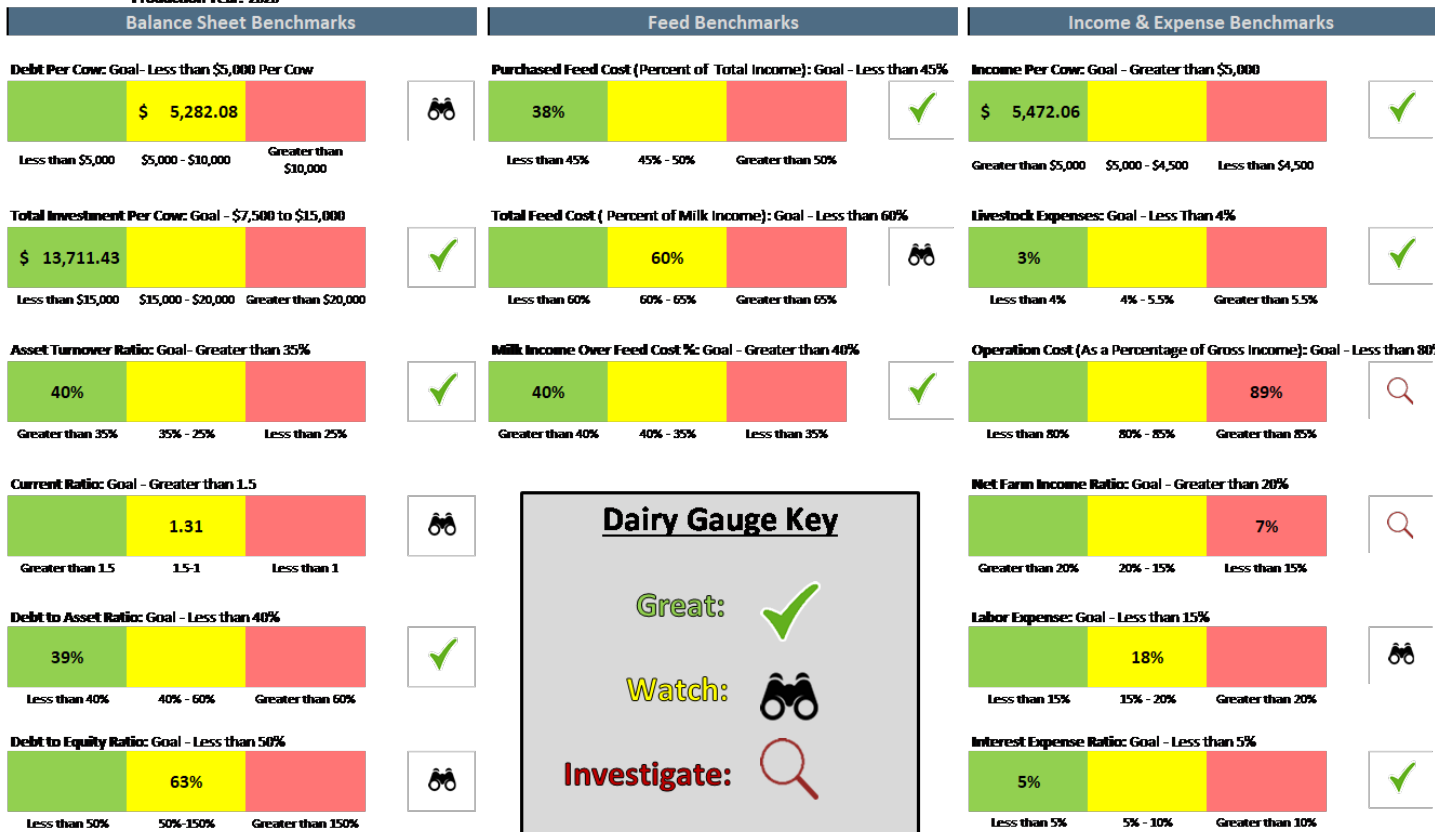 Production Year: 2020
Balance Sheet Benchmarks
Debt Per Cow: Goal- Less than $5,000 Per Cow
$ 5,282.08
Less than $5,000 $5,000 - $10,000 Greater than
$10,000
Total Investment Per Cow: Goal - $7,500 to $15,000
$ 13,711.43
Less than $15,000 $15,000 - $20,000 Greater than $20,000
Asset Turnover Ratio: Goal- Greater than 35%
40%
Greater than 35% 35% - 25% Less than 25%
Current Ratio: Goal - Greater than 1.5
1.31
Greater than 1.5 1.5-1 Less than 1
Debt to Asset Ratio: Goal - Less than 40%
39%
Less than 40% 40% - 60% Greater than 60%
Debt to Equity Ratio: Goal - Less than 50%
63%
Less than 50% 50%-150% Greater than 150%
Feed Benchmarks
Purchased Feed Cost (Percent of Total Income): Goal - Less than 45%
38%
Less than 45% 45% - 50% Greater than 50%
Total Feed Cost ( Percent of Milk Income): Goal - Less than 60%
60%
Less than 60% 60% - 65% Greater than 65%
Milk Income Over Feed Cost %: Goal - Greater than 40%
40%
Greater than 40% 40% - 35% Less than 35%
Dairy Gauge Key
Great:
Watch:
Investigate:
Income & Expense Benchmarks
Income Per Cow: Goal - Greater than $5,000
$ 5,472.06
Greater than $5,000 $5,000 - $4,500 Less than $4,500
Livestock Expenses: Goal - Less Than 4%
3%
Less than 4% 4% - 5.5% Greater than 5.5%
Operation Cost (As a Percentage of Gross Income): Goal - Less than 80%
89%
Less than 80% 80% - 85% Greater than 85%
Net Farm Income Ratio: Goal - Greater than 20%
7%
Greater than 20% 20% - 15% Less than 15%
Labor Expense: Goal - Less than 15%
18%
Less than 15% 15% - 20% Greater than 20%
Interest Expense Ratio: Goal - Less than 5%
5%
Less than 5% 5% - 10% Greater than 10%